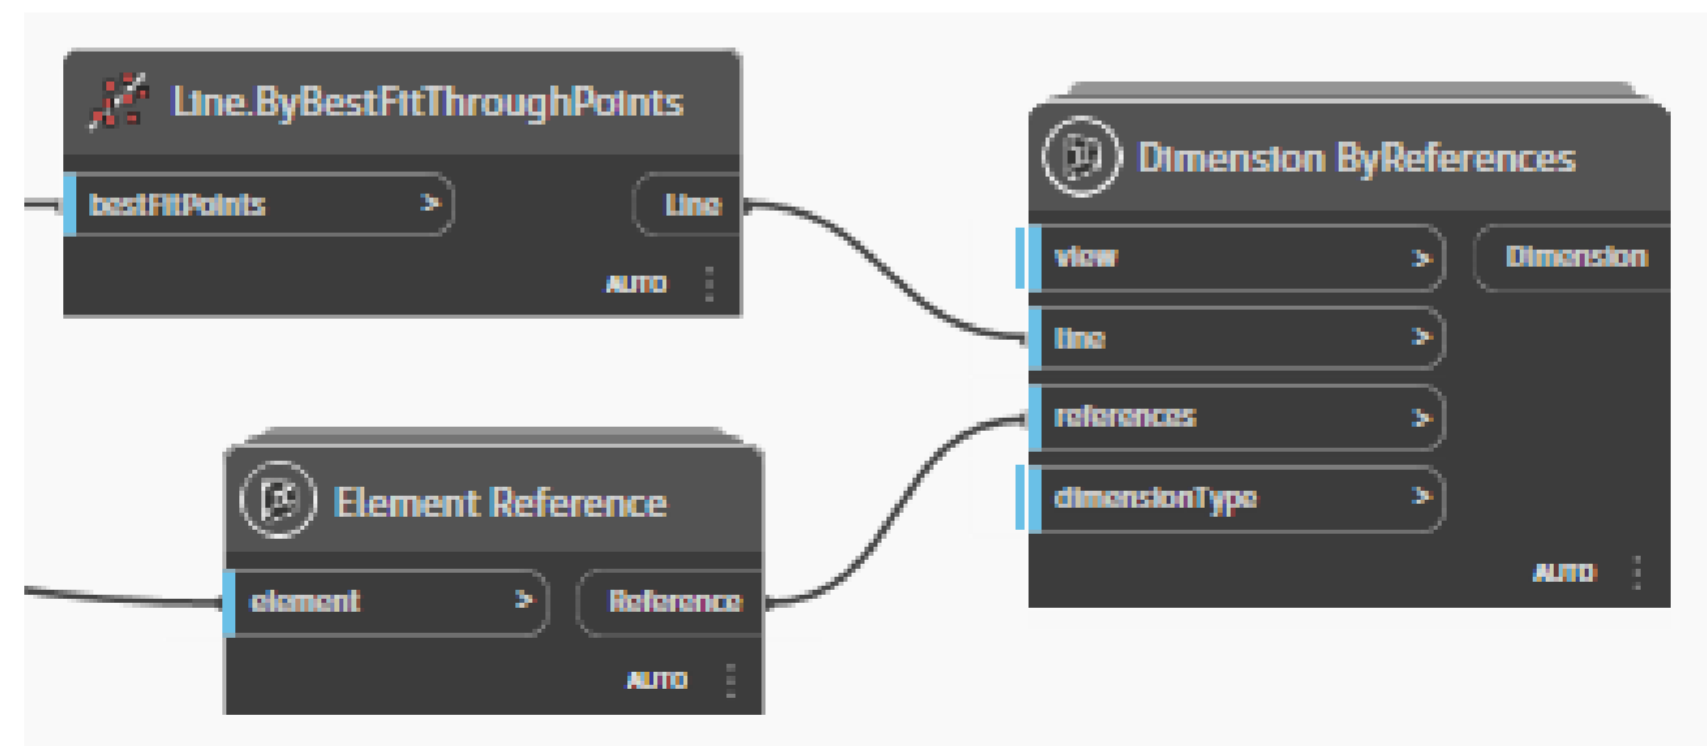 Line.ByBestFitThroughPoints
bestFitPoints >
Line
AUTO
Dimension ByReferences
view >
Dimension
line >
references >
dimensionType >
AUTO
Element Reference
element >
Reference
AUTO